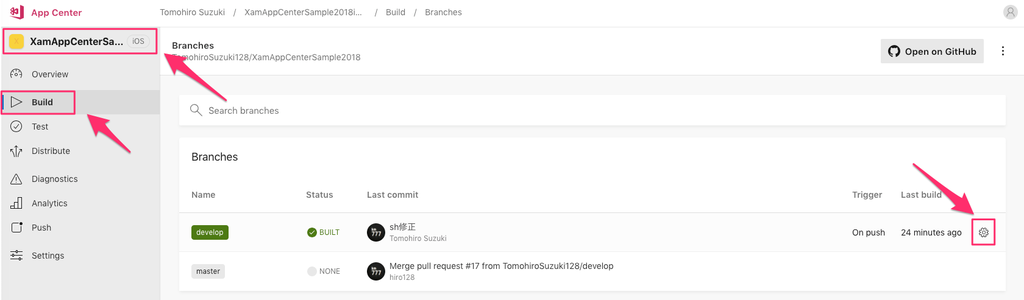 App Center
Tomohiro Suzuki / XamAppCenterSample2018i... / Build / Branches
XamAppCenterSa... iOS
Branches
TomohiroSuzuki128/XamAppCenterSample2018
Open on GitHub
Overview
Build
Test
Distribute
Diagnostics
Analytics
Push
Settings
Search branches
Branches
Name Status Last commit Trigger Last build
develop BUILT sh修正 On push 24 minutes ago
Tomohiro Suzuki
master NONE Merge pull request #17 from TomohiroSuzuki128/develop
hiro128